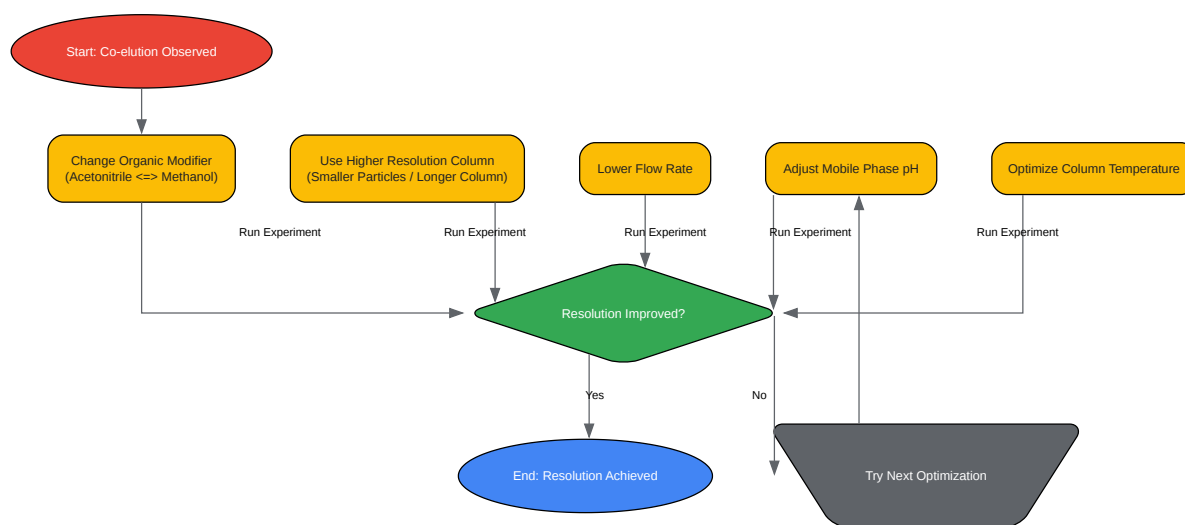 Start: Co-elution Observed
Change Organic Modifier
(Acetonitrile <=> Methanol)
Use Higher Resolution Column
(Smaller Particles / Longer Column)
Lower Flow Rate
Adjust Mobile Phase pH
Optimize Column Temperature
Run Experiment
Run Experiment
Run Experiment
Run Experiment
Run Experiment
Resolution Improved?
Yes
No
End: Resolution Achieved
Try Next Optimization